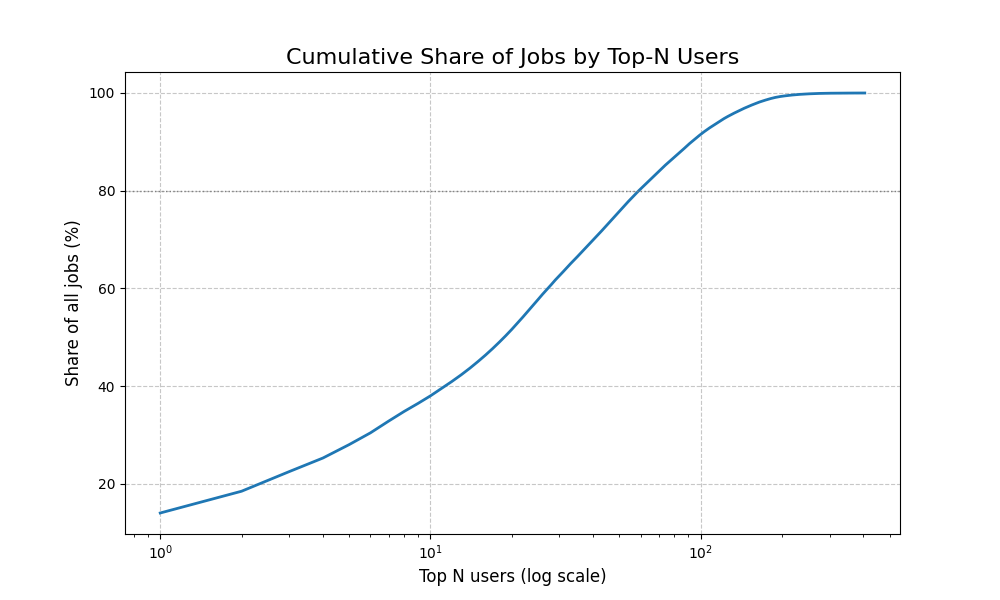 Cumulative Share of Jobs by Top-N Users
Share of all jobs (%)
100
80
60
40
20
10⁰ 10¹ 10²
Top N users (log scale)